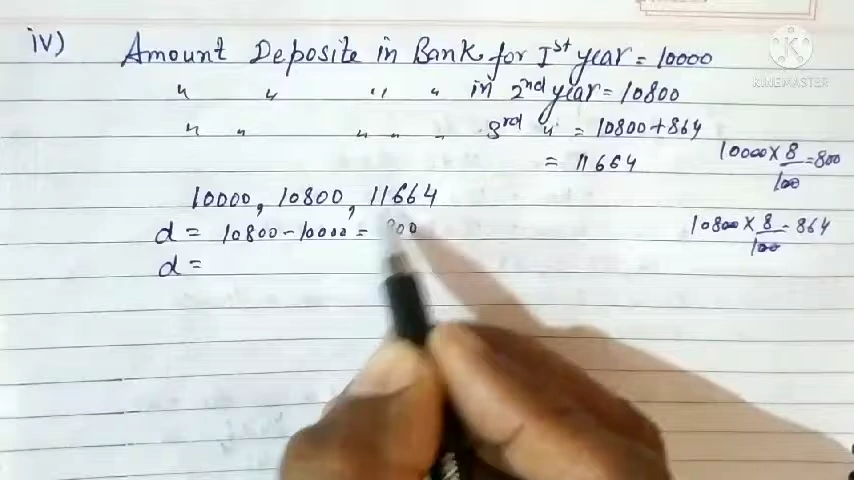 iv) Amount Deposite in Bank for Ist year = 10000
〃 〃 〃 〃 in 2nd year = 10800
〃 〃 〃 〃 〃 3rd 〃 = 10800 + 864
= 11664
10000 × 8/100 = 800
10000, 10800, 11664
d = 10800 - 10000 = 800
10800 × 8/100 = 864
d =
KINEMASTER